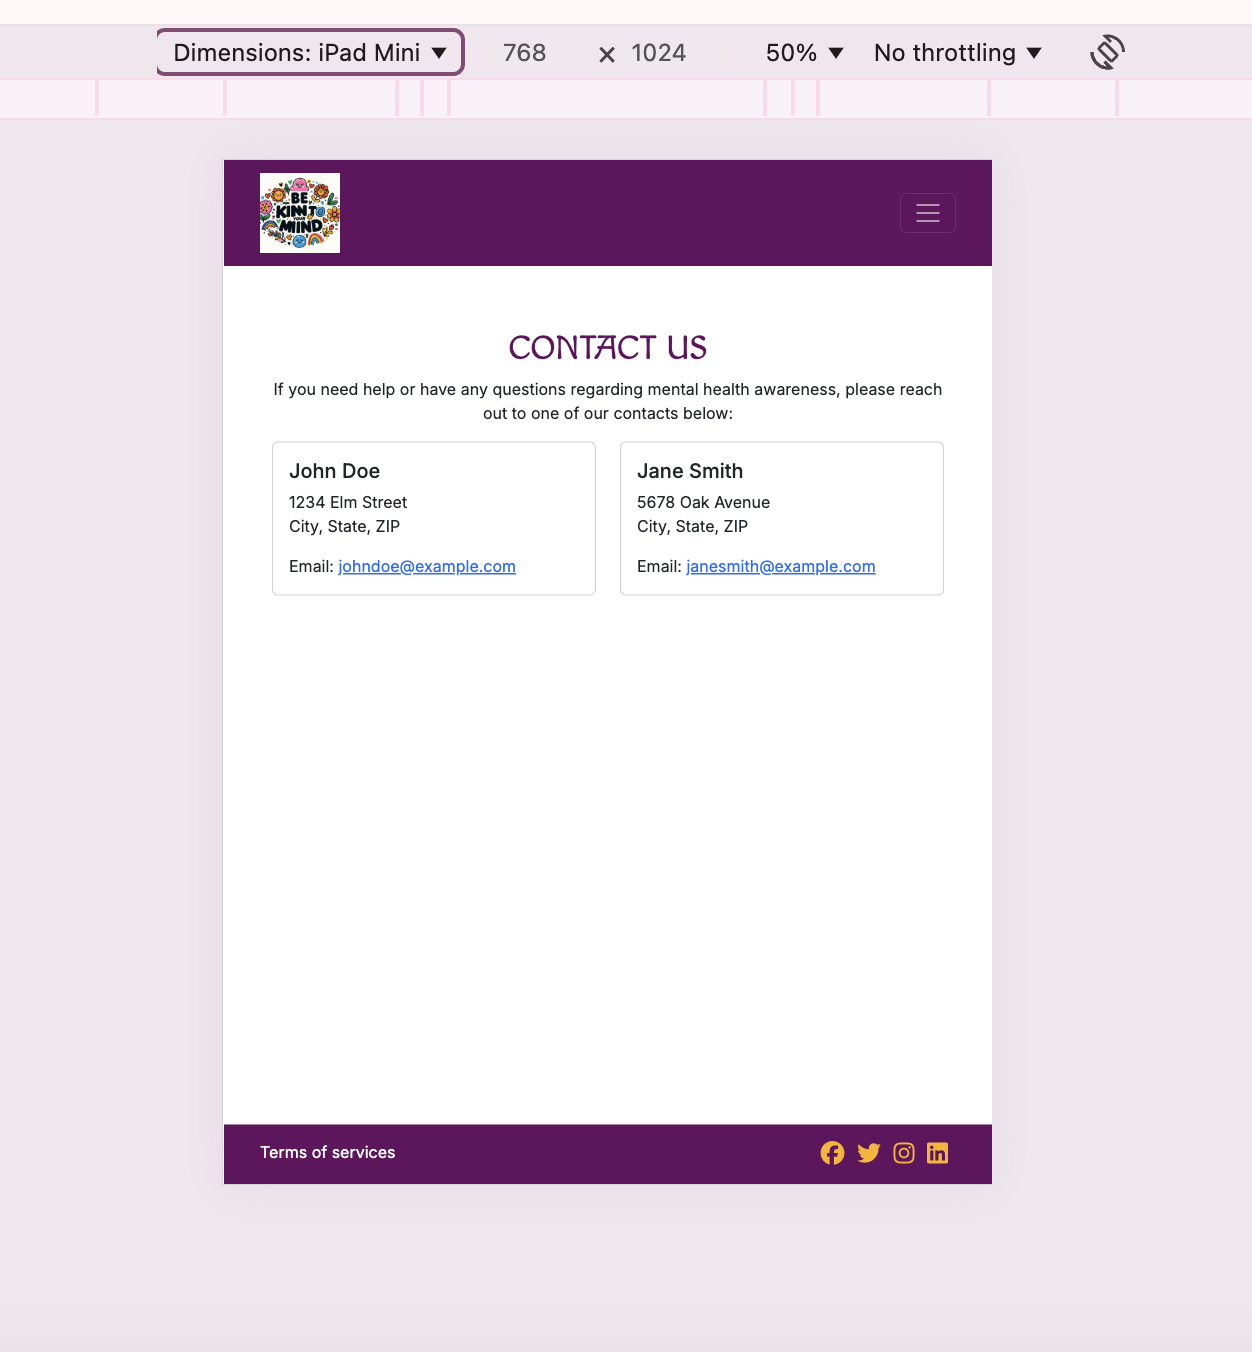 Dimensions: iPad Mini ▼ 768 × 1024 50% ▼ No throttling ▼
BE
KINN T
YOUR
MIND
CONTACT US
If you need help or have any questions regarding mental health awareness, please reach
out to one of our contacts below:
John Doe
1234 Elm Street
City, State, ZIP
Email: johndoe@example.com
Jane Smith
5678 Oak Avenue
City, State, ZIP
Email: janesmith@example.com
Terms of services